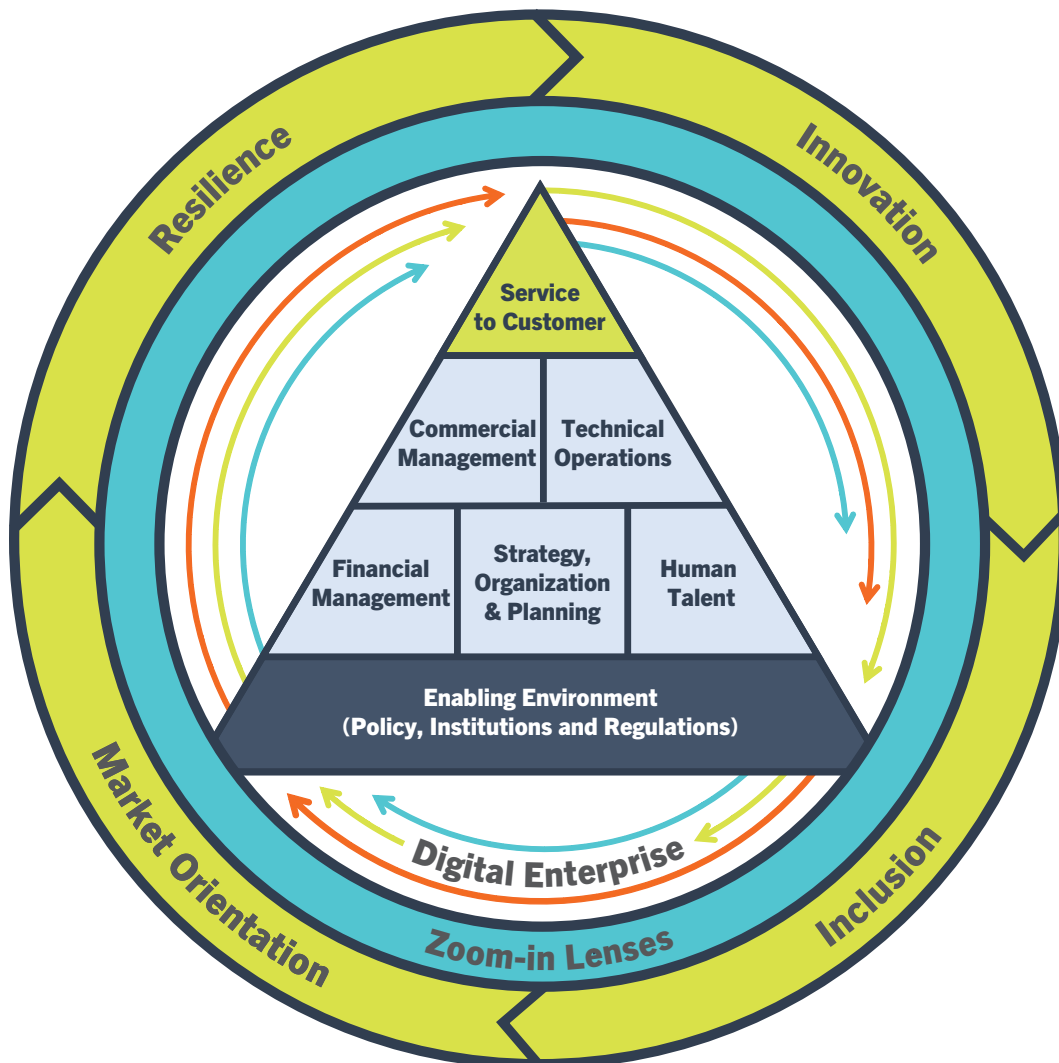 Resilience
Innovation
Service
to Customer
Commercial
Management
Technical
Operations
Financial
Management
Strategy,
Organization
& Planning
Human
Talent
Enabling Environment
(Policy, Institutions and Regulations)
Market Orientation
Digital Enterprise
Inclusion
Zoom-in Lenses